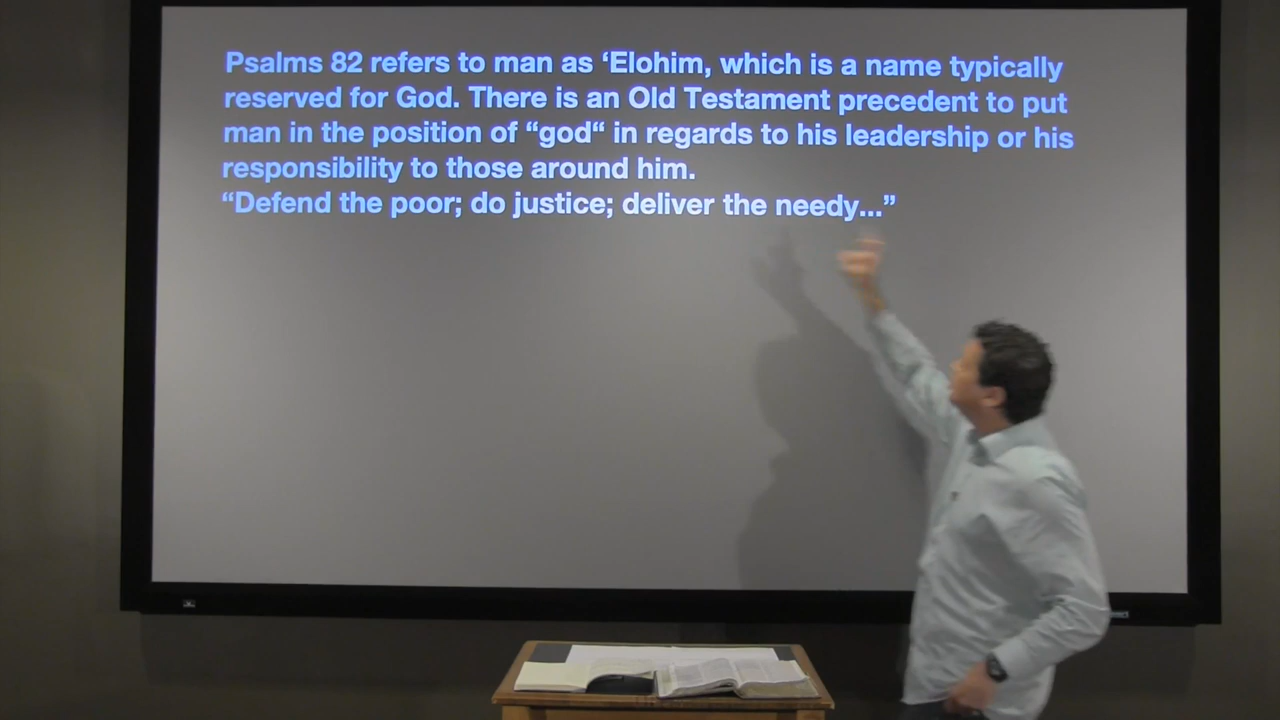 Psalms 82 refers to man as ‘Elohim, which is a name typically
reserved for God. There is an Old Testament precedent to put
man in the position of “god“ in regards to his leadership or his
responsibility to those around him.
“Defend the poor; do justice; deliver the needy...”